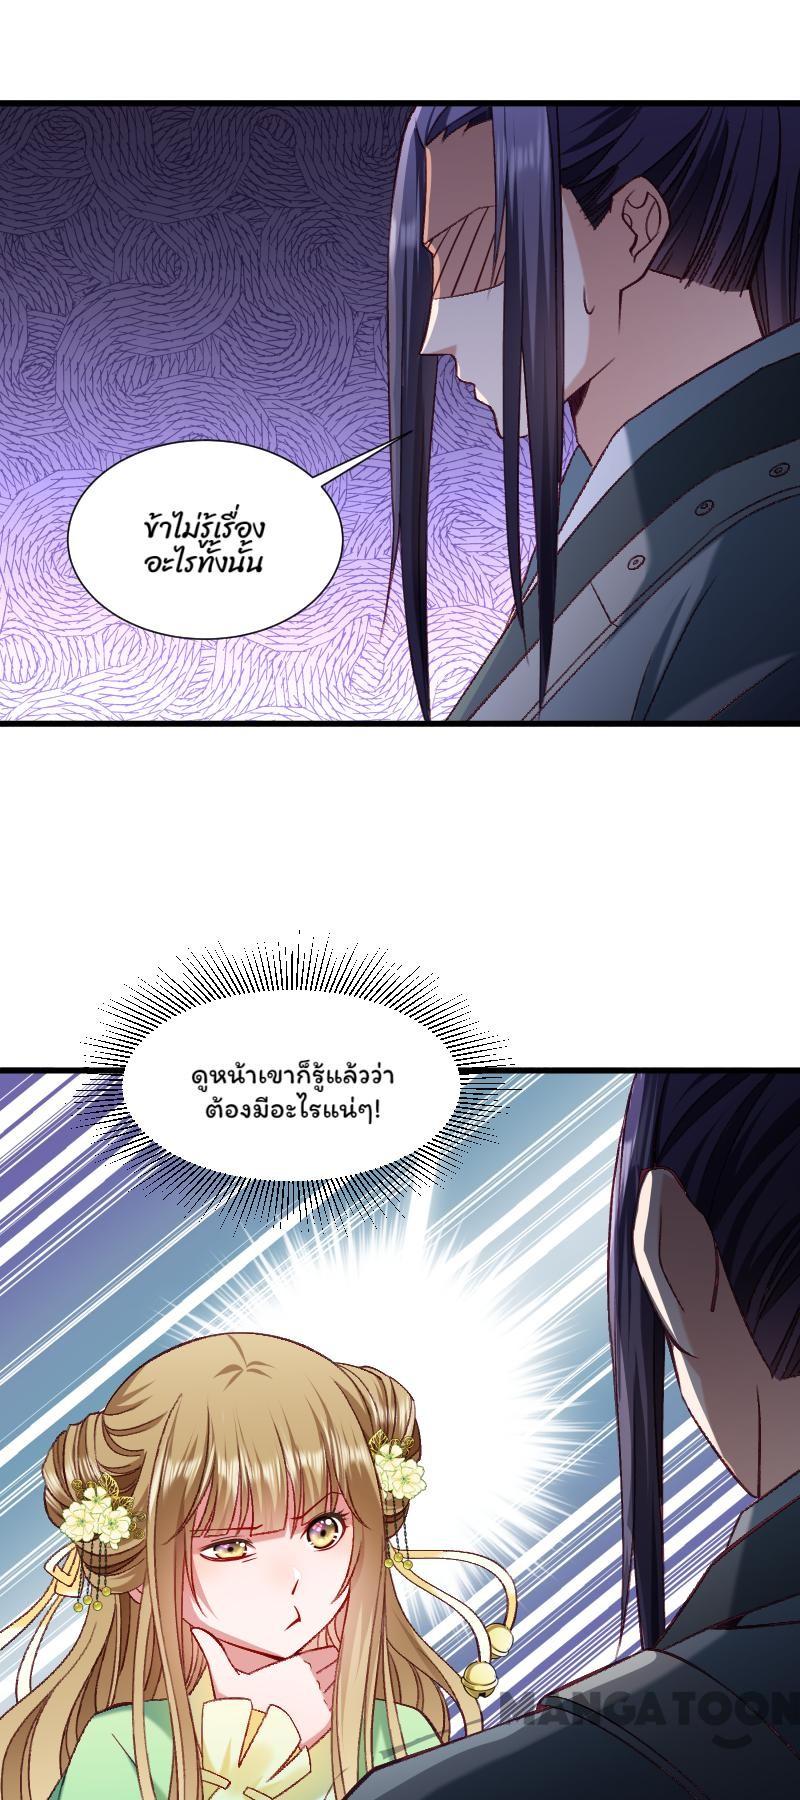 ข้าไม่รู้เรื่อง
อะไรทั้งนั้น
ดูหน้าเขาก็รู้แล้วว่า
ต้องมีอะไรแน่ๆ!
MANGATOON